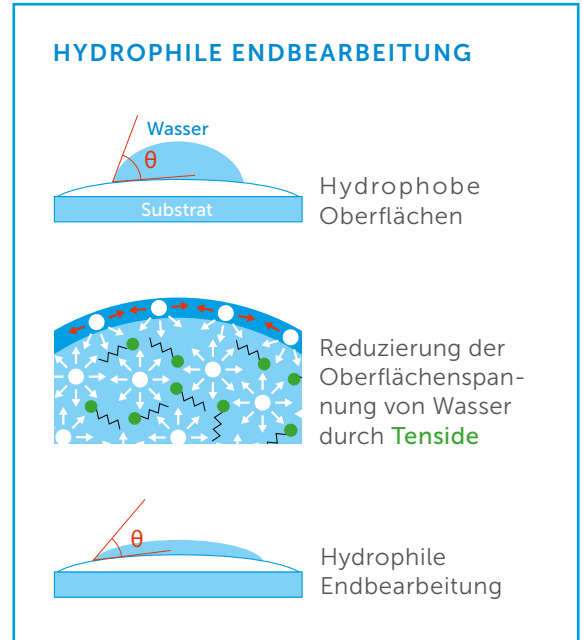 HYDROPHILE ENDBEARBEITUNG
Wasser
θ
Substrat
Hydrophobe
Oberflächen
Reduzierung der
Oberflächenspan-
nung von Wasser
durch Tenside
θ
Hydrophile
Endbearbeitung